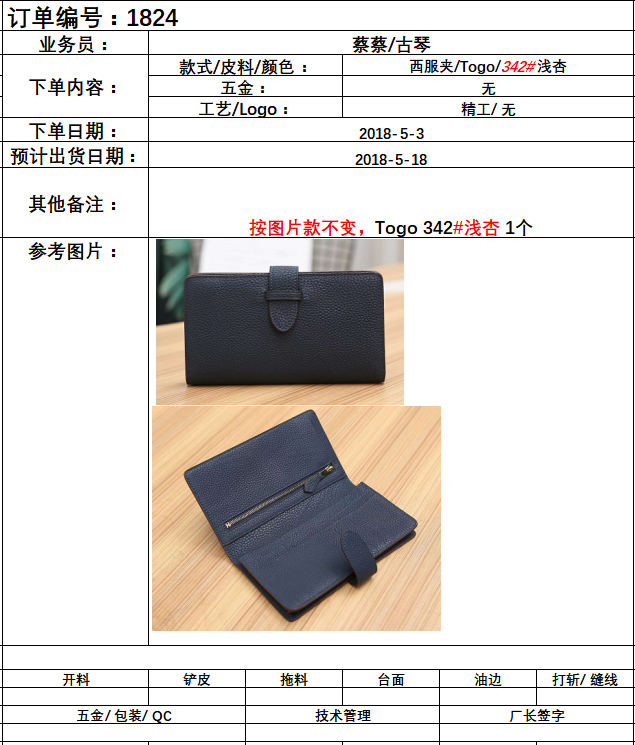 订单编号：1824
业务员： 蔡蔡/古琴
下单内容： 款式/皮料/颜色： 西服夹/Togo/342#浅杏
五金： 无
工艺/Logo： 精工/ 无
下单日期： 2018-5-3
预计出货日期： 2018-5-18
其他备注： 按图片款不变，Togo 342#浅杏 1个
参考图片：
开料 铲皮 拖料 台面 油边 打斩/ 缝线
五金/ 包装/ QC 技术管理 厂长签字